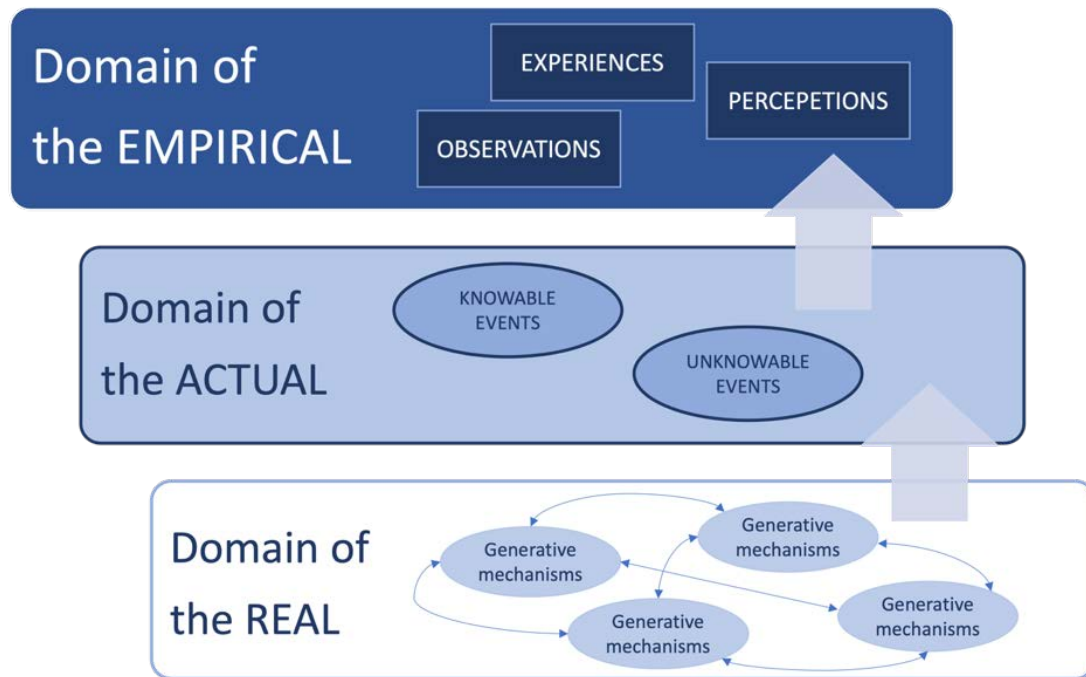 Domain of
the EMPIRICAL
EXPERIENCES
PERCEPETIONS
OBSERVATIONS
Domain of
the ACTUAL
KNOWABLE
EVENTS
UNKNOWABLE
EVENTS
Domain of
the REAL
Generative
mechanisms
Generative
mechanisms
Generative
mechanisms
Generative
mechanisms